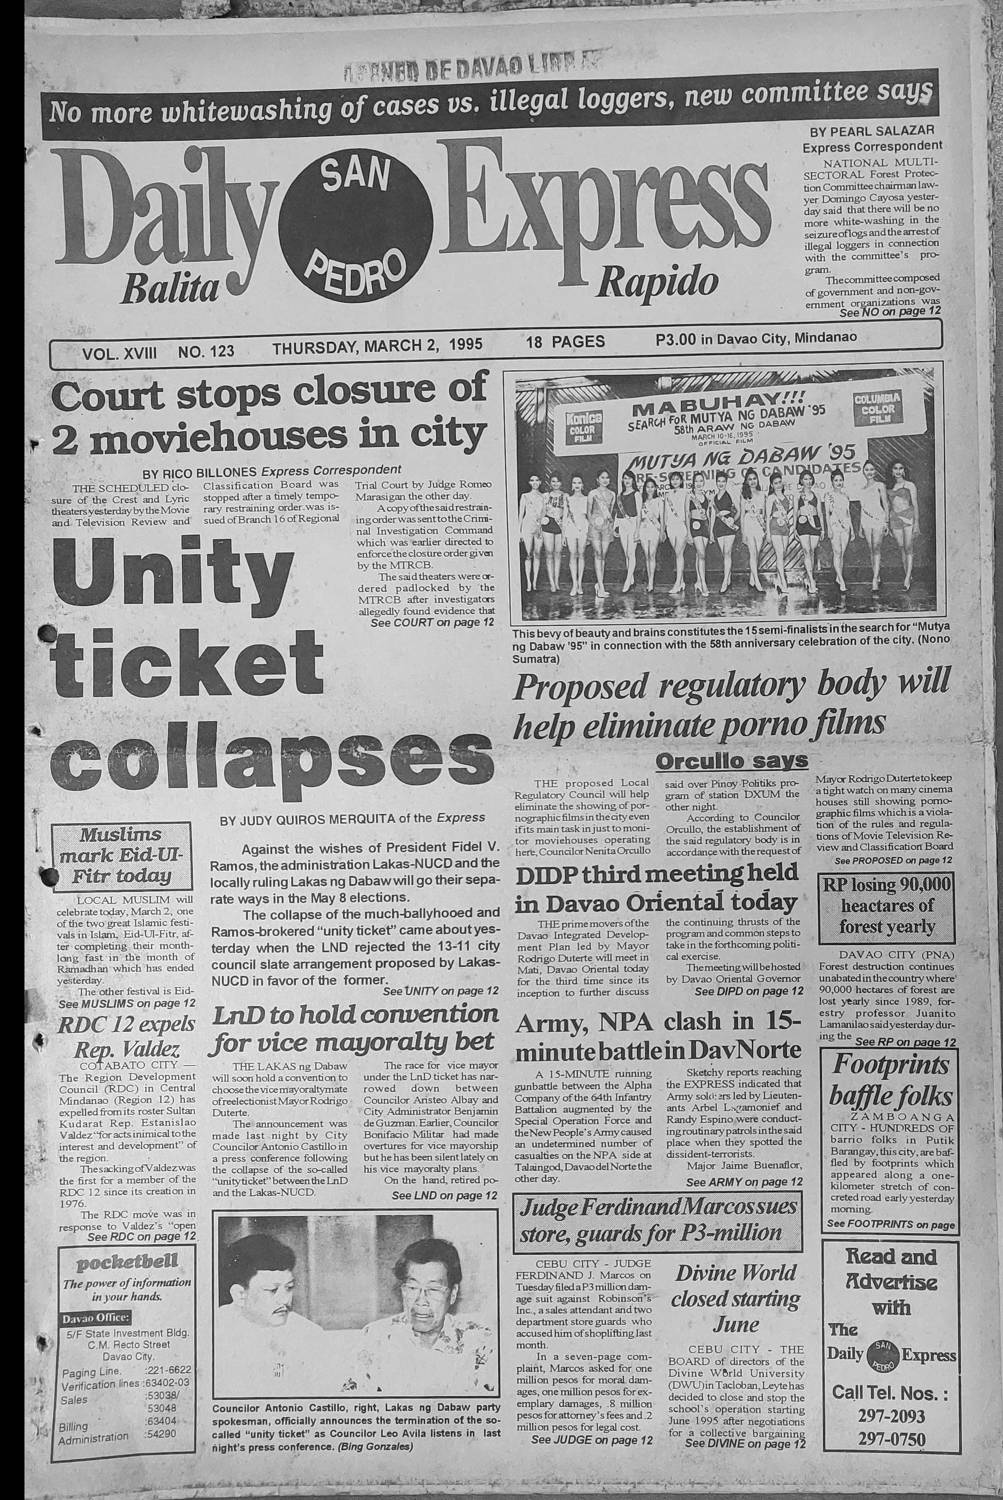 ATENEO DE DAVAO LIBRARY
No more whitewashing of cases vs. illegal loggers, new committee says
Daily SAN PEDRO Express
Balita Rapido
BY PEARL SALAZAR
Express Correspondent
NATIONAL MULTI-
SECTORAL Forest Protec-
tion Committee chairman law-
yer Domingo Cayosa yester-
day said that there will be no
more white-washing in the
seizure of logs and the arrest of
illegal loggers in connection
with the committee's pro-
gram.
The committee composed
of government and non-gov-
ernment organizations was
See NO on page 12
VOL. XVIII NO. 123 THURSDAY, MARCH 2, 1995 18 PAGES P3.00 in Davao City, Mindanao
Court stops closure of
2 moviehouses in city
BY RICO BILLONES Express Correspondent
THE SCHEDULED clo-
sure of the Crest and Lyric
theaters yesterday by the Movie
and Television Review and
Classification Board was
stopped after a timely tempo-
rary restraining order was is-
sued of Branch 16 of Regional
Trial Court by Judge Romeo
Marasigan the other day.
A copy of the said restrain-
ing order was sent to the Crimi-
nal Investigation Command
which was earlier directed to
enforce the closure order given
by the MTRCB.
The said theaters were or-
dered padlocked by the
MTRCB after investigators
allegedly found evidence that
See COURT on page 12
Konica
COLOR
FILM
MABUHAY!!!
SEARCH FOR MUTYA NG DABAW '95
58th ARAW NG DABAW
MARCH 10-16, 1995
OFFICIAL FILM
COLUMBIA
COLOR
FILM
MUTYA NG DABAW '95
PRE-SCREENING OF CANDIDATES
This bevy of beauty and brains constitutes the 15 semi-finalists in the search for "Mutya
ng Dabaw '95" in connection with the 58th anniversary celebration of the city. (Nono
Sumatra)
Unity
ticket
collapses
BY JUDY QUIROS MERQUITA of the Express
Against the wishes of President Fidel V.
Ramos, the administration Lakas-NUCD and the
locally ruling Lakas ng Dabaw will go their sepa-
rate ways in the May 8 elections.
The collapse of the much-ballyhooed and
Ramos-brokered "unity ticket" came about yes-
terday when the LND rejected the 13-11 city
council slate arrangement proposed by Lakas-
NUCD in favor of the former.
See UNITY on page 12
Muslims
mark Eid-Ul-
Fitr today
LOCAL MUSLIM will
celebrate today, March 2, one
of the two great Islamic festi-
vals in Islam, Eid-Ul-Fitr, af-
ter completing their month-
long fast in the month of
Ramadhan which has ended
yesterday.
The other festival is Eid-
See MUSLIMS on page 12
RDC 12 expels
Rep. Valdez
COTABATO CITY —
The Region Development
Council (RDC) in Central
Mindanao (Region 12) has
expelled from its roster Sultan
Kudarat Rep. Estanislao
Valdez "for acts inimical to the
interest and development" of
the region.
The sacking of Valdez was
the first for a member of the
RDC 12 since its creation in
1976.
The RDC move was in
response to Valdez's "open
See RDC on page 12
pocketbell
The power of information
in your hands.
Davao Office:
5/F State Investment Bldg.
C.M. Recto Street
Davao City.
Paging Line. :221-6622
Verification lines :63402-03
Sales :53038/
53048
Billing :63404
Administration :54290
LnD to hold convention
for vice mayoralty bet
THE LAKAS ng Dabaw
will soon hold a convention to
choose the vice mayoralty mate
of reelectionist Mayor Rodrigo
Duterte.
The announcement was
made last night by City
Councilor Antonio Castillo in
a press conference following
the collapse of the so-called
"unity ticket" between the LnD
and the Lakas-NUCD.
The race for vice mayor
under the LnD ticket has nar-
rowed down between
Councilor Aristeo Albay and
City Administrator Benjamin
de Guzman. Earlier, Councilor
Bonifacio Militar had made
overtures for vice mayorship
but he has been silent lately on
his vice mayoralty plans.
On the hand, retired po-
See LND on page 12
Councilor Antonio Castillo, right, Lakas ng Dabaw party
spokesman, officially announces the termination of the so-
called "unity ticket" as Councilor Leo Avila listens in last
night's press conference. (Bing Gonzales)
Proposed regulatory body will
help eliminate porno films
Orcullo says
THE proposed Local
Regulatory Council will help
eliminate the showing of por-
nographic films in the city even
if its main task in just to moni-
tor moviehouses operating
here, Councilor Nenita Orcullo
said over Pinoy Politiks pro-
gram of station DXUM the
other night.
According to Councilor
Orcullo, the establishment of
the said regulatory body is in
accordance with the request of
Mayor Rodrigo Duterte to keep
a tight watch on many cinema
houses still showing porno-
graphic films which is a viola-
tion of the rules and regula-
tions of Movie Television Re-
view and Classification Board
See PROPOSED on page 12
DIDP third meeting held
in Davao Oriental today
THE prime movers of the
Davao Integrated Develop-
ment Plan led by Mayor
Rodrigo Duterte will meet in
Mati, Davao Oriental today
for the third time since its
inception to further discuss
the continuing thrusts of the
program and common steps to
take in the forthcoming politi-
cal exercise.
The meeting will be hosted
by Davao Oriental Governor
See DIPD on page 12
Army, NPA clash in 15-
minute battle in DavNorte
A 15-MINUTE running
gunbattle between the Alpha
Company of the 64th Infantry
Battalion augmented by the
Special Operation Force and
the New People's Army caused
an undetermined number of
casualties on the NPA side at
Talaingod, Davao del Norte the
other day.
Sketchy reports reaching
the EXPRESS indicated that
Army soldiers led by Lieuten-
ants Arbel Lagamonief and
Randy Espino, were conduct-
ing routinary patrols in the said
place when they spotted the
dissident-terrorists.
Major Jaime Buenaflor,
See ARMY on page 12
Judge Ferdinand Marcos sues
store, guards for P3-million
CEBU CITY - JUDGE
FERDINAND J. Marcos on
Tuesday filed a P3 million dam-
age suit against Robinson's
Inc., a sales attendant and two
department store guards who
accused him of shoplifting last
month.
In a seven-page com-
plaint, Marcos asked for one
million pesos for moral dam-
ages, one million pesos for ex-
emplary damages, .8 million
pesos for attorney's fees and .2
million pesos for legal cost.
See JUDGE on page 12
Divine World
closed starting
June
CEBU CITY - THE
BOARD of directors of the
Divine World University
(DWU) in Tacloban, Leyte has
decided to close and stop the
school's operation starting
June 1995 after negotiations
for a collective bargaining
See DIVINE on page 12
RP losing 90,000
heactares of
forest yearly
DAVAO CITY (PNA)
Forest destruction continues
unabated in the country where
90,000 hectares of forest are
lost yearly since 1989, for-
estry professor Juanito
Lamanilao said yesterday dur-
ing the See RP on page 12
Footprints
baffle folks
ZAMBOANGA
CITY - HUNDREDS OF
barrio folks in Putik
Barangay, this city, are baf-
fled by footprints which
appeared along a one-
kilometer stretch of con-
creted road early yesterday
morning.
See FOOTPRINTS on page
Read and
Advertise
with
The
Daily SAN PEDRO Express
Call Tel. Nos. :
297-2093
297-0750